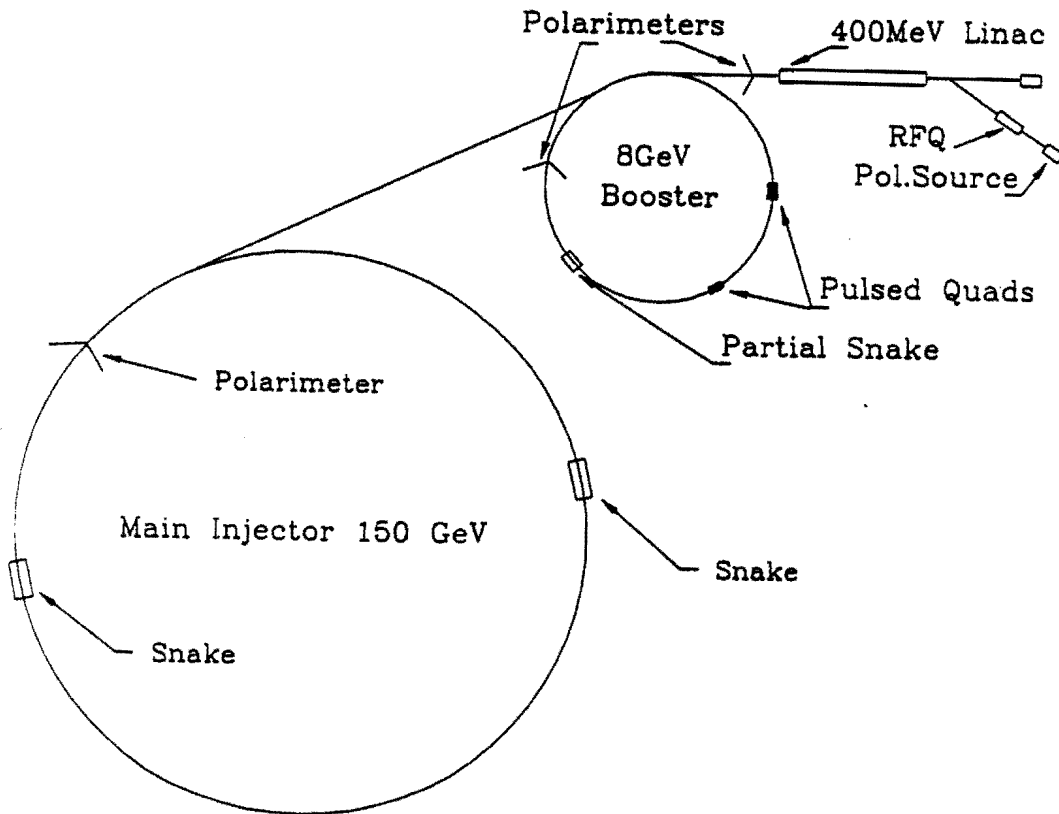 Polarimeters
400MeV Linac
RFQ
Pol.Source
8GeV
Booster
Pulsed Quads
Partial Snake
Polarimeter
Main Injector 150 GeV
Snake
Snake